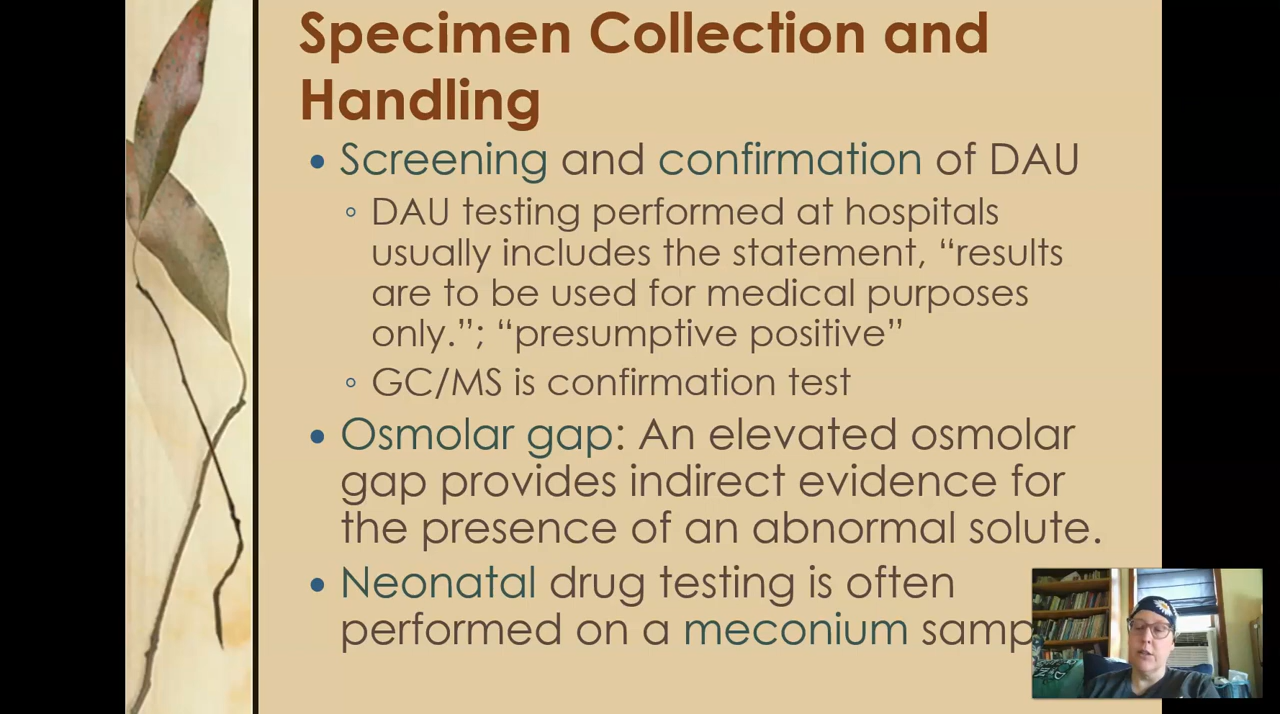 Specimen Collection and
Handling
• Screening and confirmation of DAU
◦ DAU testing performed at hospitals
usually includes the statement, “results
are to be used for medical purposes
only.”; “presumptive positive”
◦ GC/MS is confirmation test
• Osmolar gap: An elevated osmolar
gap provides indirect evidence for
the presence of an abnormal solute.
• Neonatal drug testing is often
performed on a meconium samp